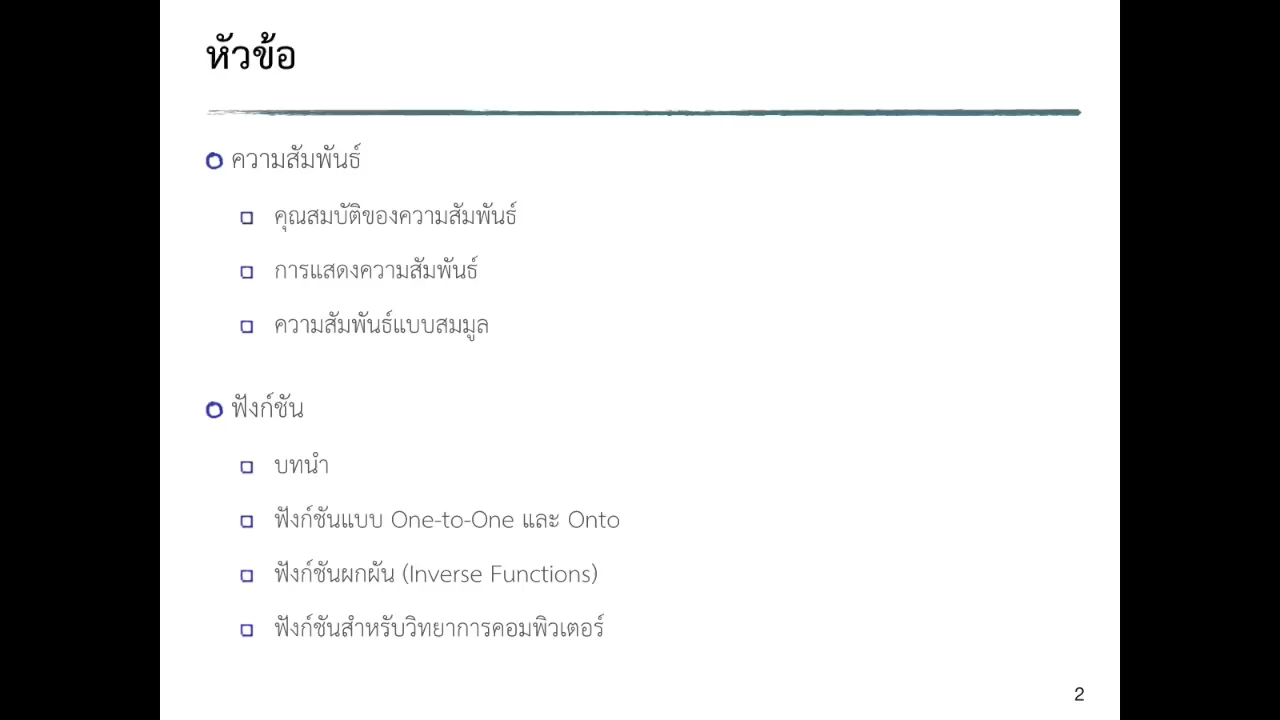 หัวข้อ
ความสัมพันธ์
คุณสมบัติของความสัมพันธ์
การแสดงความสัมพันธ์
ความสัมพันธ์แบบสมมูล
ฟังก์ชัน
บทนำ
ฟังก์ชันแบบ One-to-One และ Onto
ฟังก์ชันผกผัน (Inverse Functions)
ฟังก์ชันสำหรับวิทยาการคอมพิวเตอร์
2